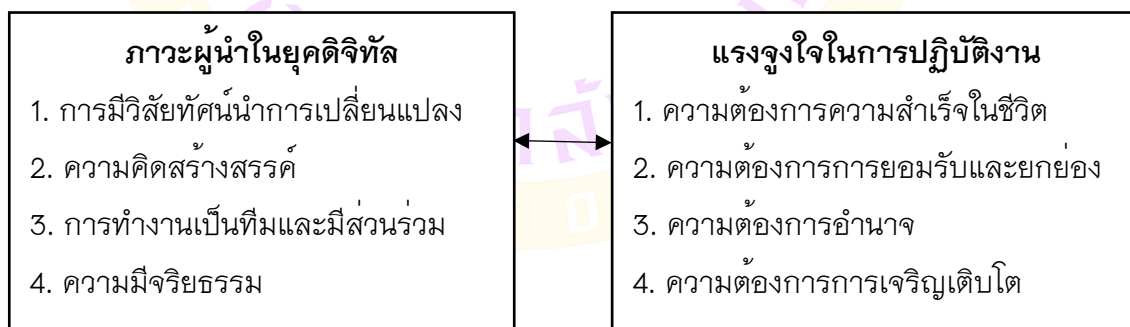 ภาวะผู้นำในยุคดิจิทัล
1. การมีวิสัยทัศน์นำการเปลี่ยนแปลง
2. ความคิดสร้างสรรค์
3. การทำงานเป็นทีมและมีส่วนร่วม
4. ความมีจริยธรรม
แรงจูงใจในการปฏิบัติงาน
1. ความต้องการความสำเร็จในชีวิต
2. ความต้องการการยอมรับและยกย่อง
3. ความต้องการอำนาจ
4. ความต้องการการเจริญเติบโต